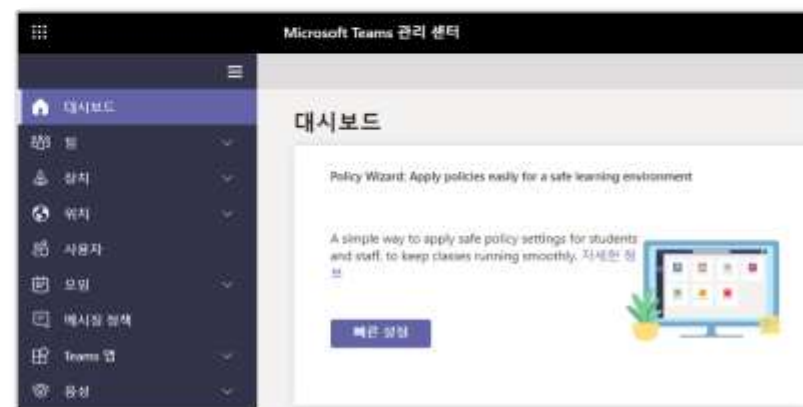 Microsoft Teams 관리 센터
대시보드
팀
장치
위치
사용자
모임
메시징 정책
Teams 앱
음성
대시보드
Policy Wizard: Apply policies easily for a safe learning environment
A simple way to apply safe policy settings for students
and staff, to keep classes running smoothly. 자세한 정
보
빠른 설정